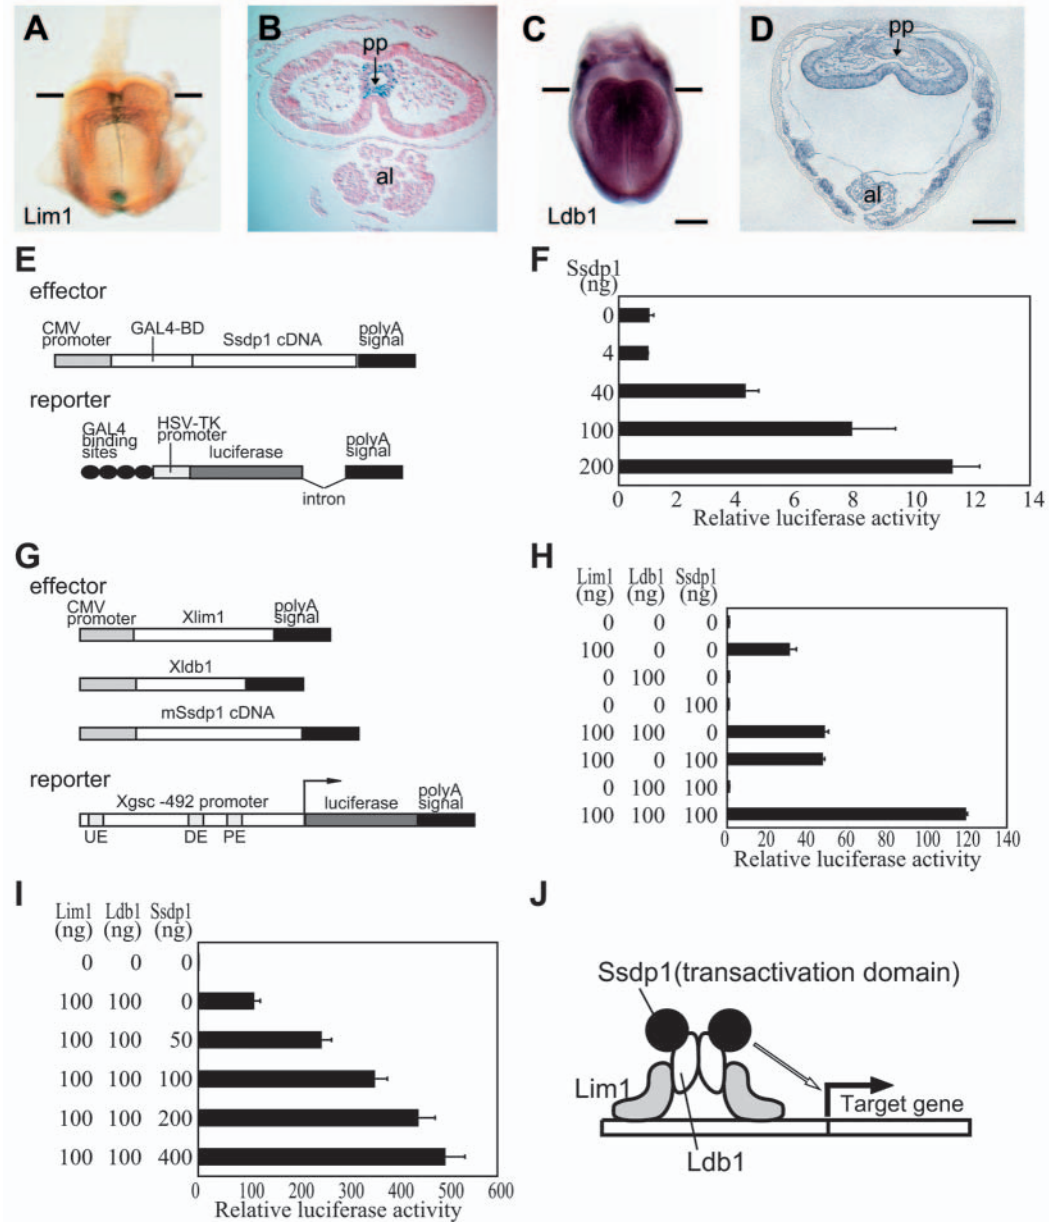 A
Lim1
B
pp
al
C
Ldb1
D
pp
al
E
effector
CMV promoter
GAL4-BD
Ssdp1 cDNA
polyA signal
reporter
GAL4 binding sites
HSV-TK promoter
luciferase
intron
polyA signal
F
Ssdp1 (ng)
0
4
40
100
200
0 2 4 6 8 10 12 14
Relative luciferase activity
G
effector
CMV promoter
Xlim1
polyA signal
Xldb1
mSsdp1 cDNA
reporter
Xgsc -492 promoter
luciferase
polyA signal
UE DE PE
H
Lim1 Ldb1 Ssdp1
(ng) (ng) (ng)
0 0 0
100 0 0
0 100 0
0 0 100
100 100 0
100 0 100
0 100 100
100 100 100
0 20 40 60 80 100 120 140
Relative luciferase activity
I
Lim1 Ldb1 Ssdp1
(ng) (ng) (ng)
0 0 0
100 100 0
100 100 50
100 100 100
100 100 200
100 100 400
0 100 200 300 400 500 600
Relative luciferase activity
J
Ssdp1(transactivation domain)
Lim1
Target gene
Ldb1